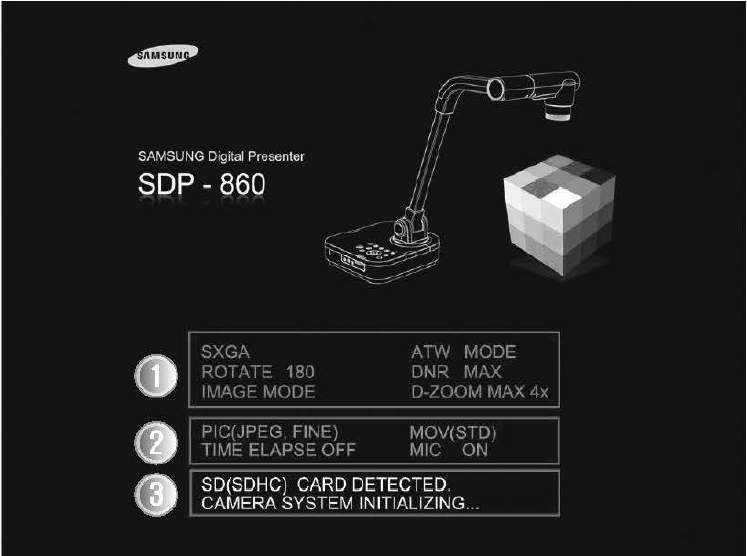 SAMSUNG
SAMSUNG Digital Presenter
SDP - 860
1
SXGA ATW MODE
ROTATE 180 DNR MAX
IMAGE MODE D-ZOOM MAX 4x
2
PIC(JPEG, FINE) MOV(STD)
TIME ELAPSE OFF MIC ON
3
SD(SDHC) CARD DETECTED.
CAMERA SYSTEM INITIALIZING...